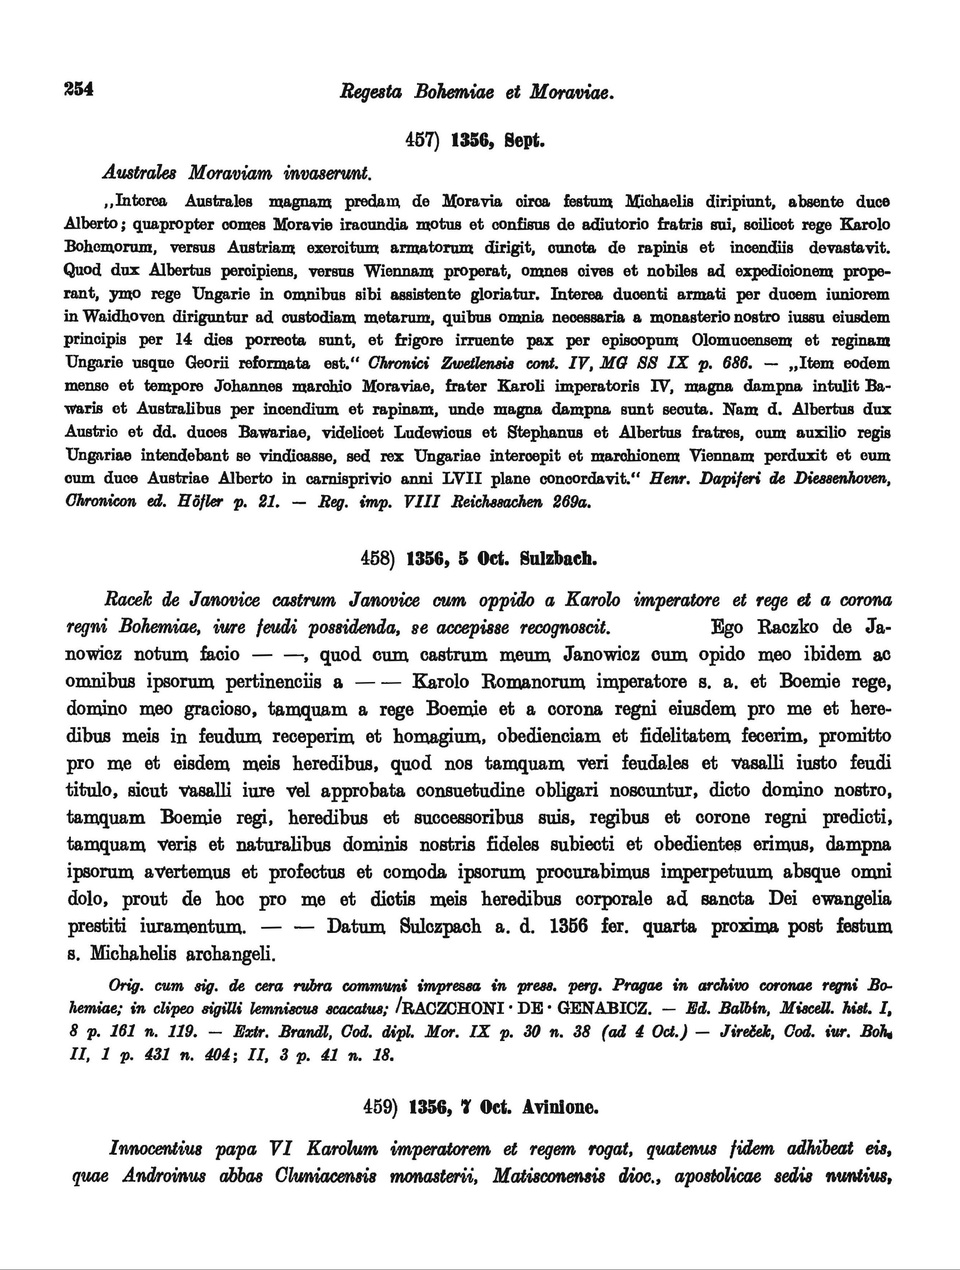 254 Regesta Bohemiae et Moraviae.
457) 1356, Sept.
Australes Moraviam invaserunt.
„Interea Australes magnam predam de Moravia circa festum Michaelis diripiunt, absente duce
Alberto; quapropter comes Moravie iracundia motus et confisus de adiutorio fratris sui, scilicet rege Karolo
Bohemorum, versus Austriam exercitum armatorum dirigit, cuncta de rapinis et incendiis devastavit.
Quod dux Albertus percipiens, versus Wiennam properat, omnes cives et nobiles ad expedicionem prope-
rant, ymo rege Ungarie in omnibus sibi assistente gloriatur. Interea ducenti armati per ducem iuniorem
in Waidhoven diriguntur ad custodiam metarum, quibus omnia necessaria a monasterio nostro iussu eiusdem
principis per 14 dies porrecta sunt, et frigore irruente pax per episcopum Olomucensem et reginam
Ungarie usque Georii reformata est.“ Chronici Zwetlensis cont. IV, MG SS IX p. 686. — „Item eodem
mense et tempore Johannes marchio Moraviae, frater Karoli imperatoris IV, magna dampna intulit Ba-
waris et Australibus per incendium et rapinam, unde magna dampna sunt secuta. Nam d. Albertus dux
Austrie et dd. duces Bawariae, videlicet Ludewicus et Stephanus et Albertus fratres, cum auxilio regis
Ungariae intendebant se vindicasse, sed rex Ungariae intercepit et marchionem Viennam perduxit et eum
cum duce Austriae Alberto in carnisprivio anni LVII plane concordavit.“ Henr. Dapiferi de Diessenhoven,
Chronicon ed. Höfler p. 21. — Reg. imp. VIII Reichssachen 269a.
458) 1356, 5 Oct. Sulzbach.
Racek de Janovice castrum Janovice cum oppido a Karolo imperatore et rege et a corona
regni Bohemiae, iure feudi possidenda, se accepisse recognoscit. Ego Raczko de Ja-
nowicz notum facio — —, quod cum castrum meum Janowicz cum opido meo ibidem ac
omnibus ipsorum pertinenciis a — — Karolo Romanorum imperatore s. a. et Boemie rege,
domino meo gracioso, tamquam a rege Boemie et a corona regni eiusdem pro me et here-
dibus meis in feudum receperim et homagium, obedienciam et fidelitatem fecerim, promitto
pro me et eisdem meis heredibus, quod nos tamquam veri feudales et vasalli iusto feudi
titulo, sicut vasalli iure vel approbata consuetudine obligari noscuntur, dicto domino nostro,
tamquam Boemie regi, heredibus et successoribus suis, regibus et corone regni predicti,
tamquam veris et naturalibus dominis nostris fideles subiecti et obedientes erimus, dampna
ipsorum avertemus et profectus et comoda ipsorum procurabimus imperpetuum absque omni
dolo, prout de hoc pro me et dictis meis heredibus corporale ad sancta Dei ewangelia
prestiti iuramentum. — — Datum Sulczpach a. d. 1356 fer. quarta proxima post festum
s. Michahelis archangeli.
Orig. cum sig. de cera rubra communi impressa in press. perg. Pragae in archivo coronae regni Bo-
hemiae; in clipeo sigilli lemniscus scacatus; /RACZCHONI · DE · GENABICZ. — Ed. Balbin, Miscell. hist. I,
8 p. 161 n. 119. — Extr. Brandl, Cod. dipl. Mor. IX p. 30 n. 38 (ad 4 Oct.) — Jireček, Cod. iur. Boh.
II, 1 p. 431 n. 404; II, 3 p. 41 n. 18.
459) 1356, 7 Oct. Avinione.
Innocentius papa VI Karolum imperatorem et regem rogat, quatenus fidem adhibeat eis,
quae Androinus abbas Cluniacensis monasterii, Matisconensis dioc., apostolicae sedis nuntius,